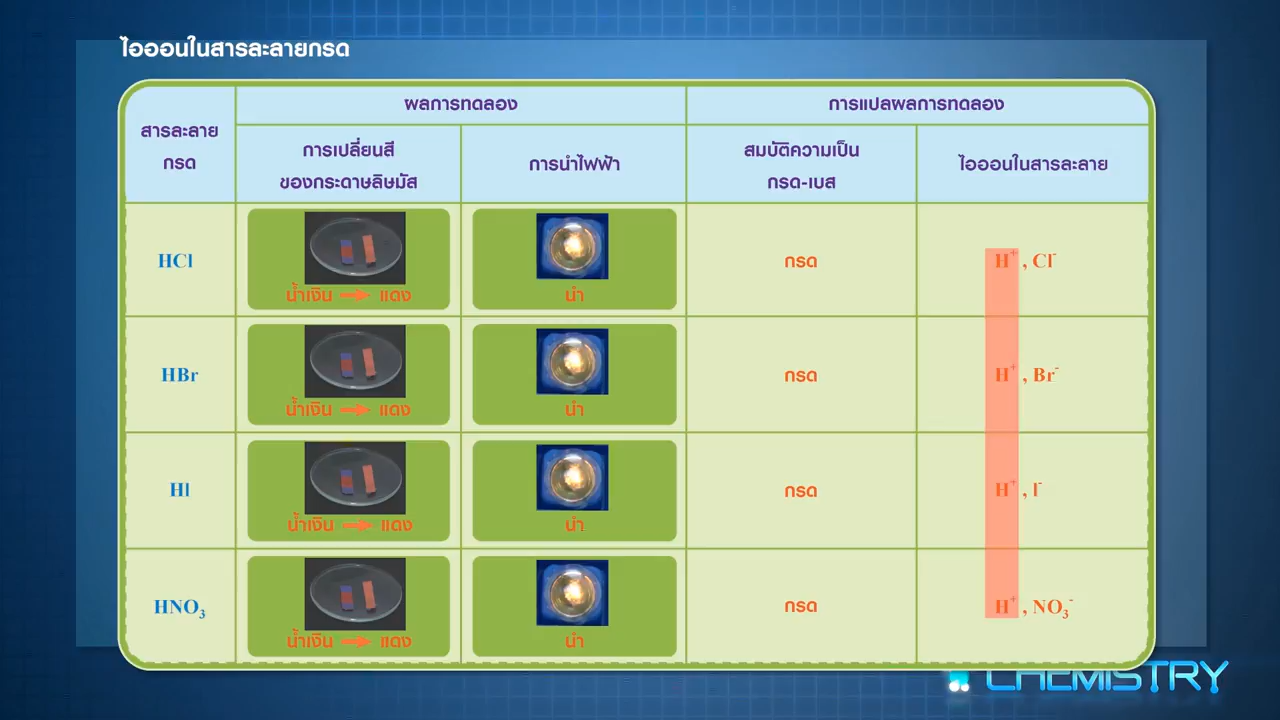 ไอออนในสารละลายกรด
สารละลาย
กรด
ผลการทดลอง
การแปลผลการทดลอง
การเปลี่ยนสี
ของกระดาษลิษมัส
การนำไฟฟ้า
สมบัติความเป็น
กรด-เบส
ไอออนในสารละลาย
HCl
น้ำเงิน → แดง
นำ
กรด
H⁺ , Cl⁻
HBr
น้ำเงิน → แดง
นำ
กรด
H⁺ , Br⁻
HI
น้ำเงิน → แดง
นำ
กรด
H⁺ , I⁻
HNO₃
น้ำเงิน → แดง
นำ
กรด
H⁺ , NO₃⁻
CHEMISTRY